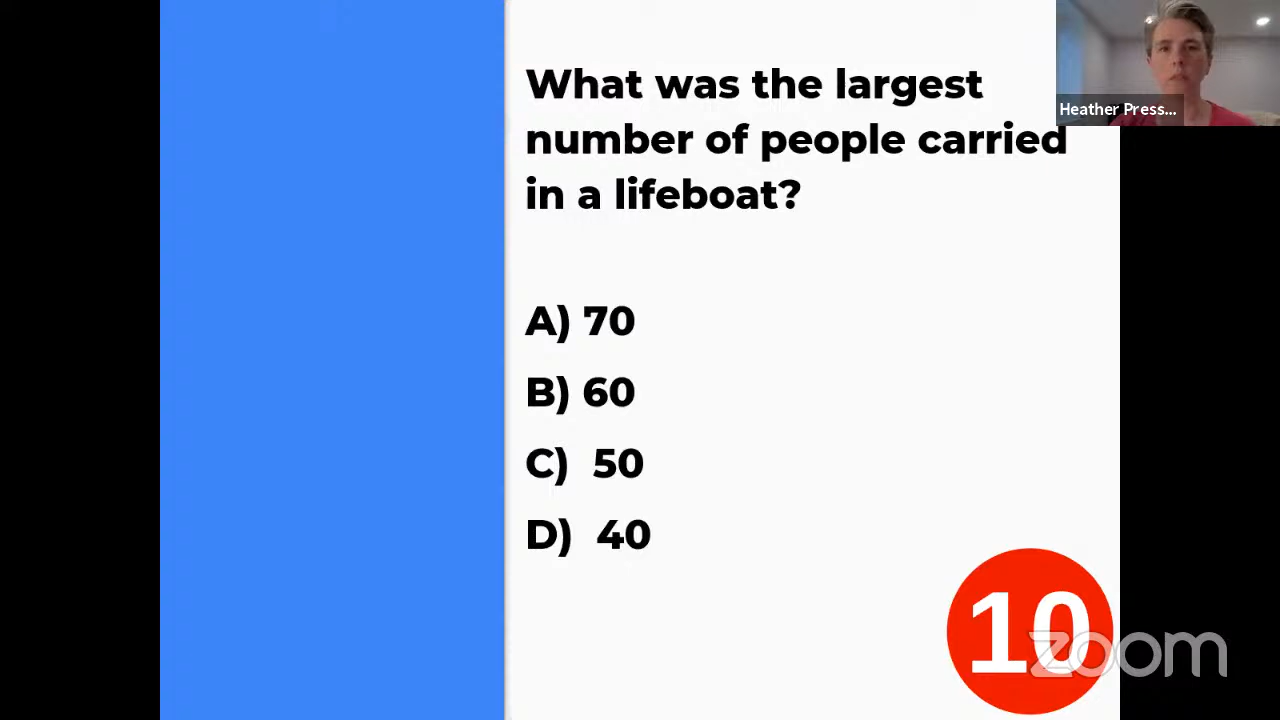 What was the largest
number of people carried
in a lifeboat?
A) 70
B) 60
C) 50
D) 40
10
zoom
Heather Press...